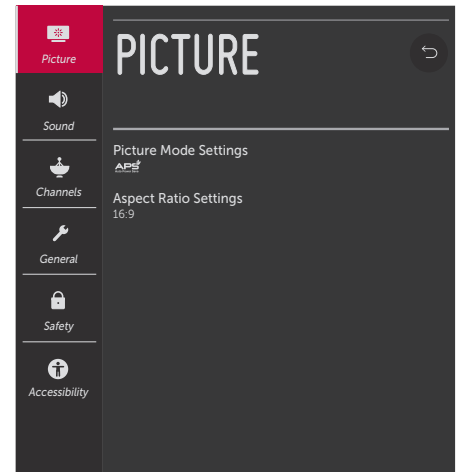 Picture
Sound
Channels
General
Safety
Accessibility
PICTURE
Picture Mode Settings
APS
Aspect Ratio Settings
16:9